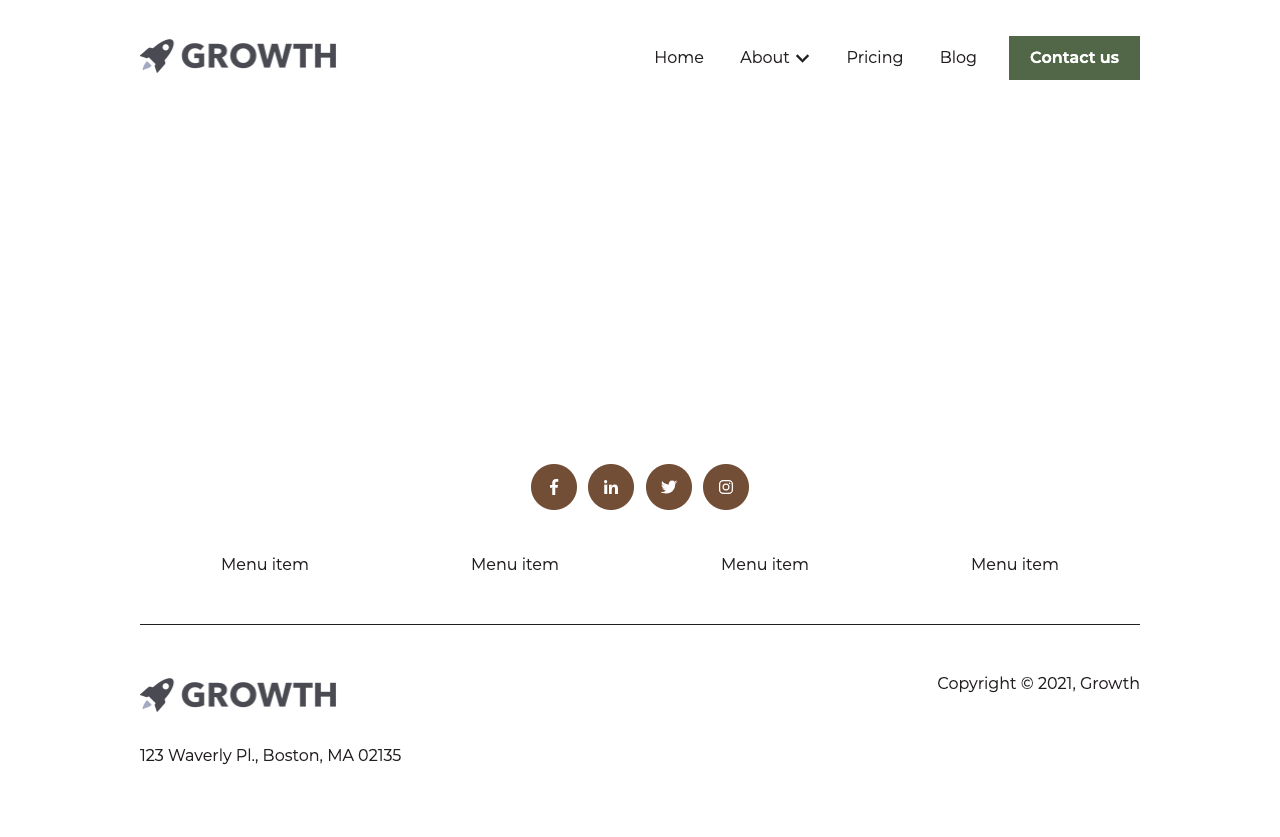 GROWTH
Home About Pricing Blog Contact us
Menu item Menu item Menu item Menu item
GROWTH
Copyright © 2021, Growth
123 Waverly Pl., Boston, MA 02135